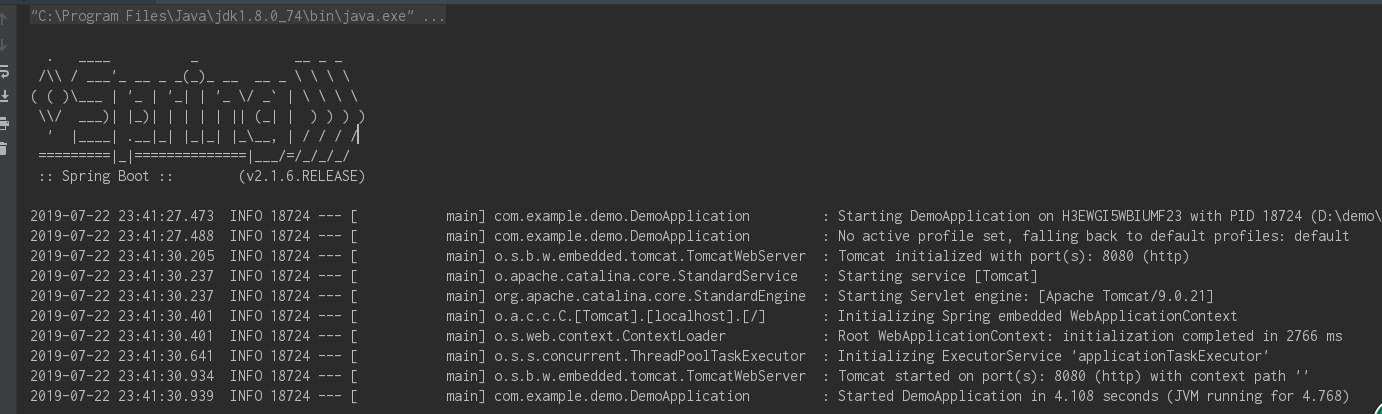 "C:\Program Files\Java\jdk1.8.0_74\bin\java.exe" ...
  .   ____          _            __ _ _
 /\\ / ___'_ __ _ _(_)_ __  __ _ \ \ \ \
( ( )\___ | '_ | '_| | '_ \/ _` | \ \ \ \
 \\/  ___)| |_)| | | | | || (_| |  ) ) ) )
  '  |____| .__|_| |_|_| |_\__, | / / / /
 =========|_|==============|___/=/_/_/_/
 :: Spring Boot ::        (v2.1.6.RELEASE)
2019-07-22 23:41:27.473  INFO 18724 --- [           main] com.example.demo.DemoApplication         : Starting DemoApplication on H3EWGI5WBIUMF23 with PID 18724 (D:\demo\
2019-07-22 23:41:27.488  INFO 18724 --- [           main] com.example.demo.DemoApplication         : No active profile set, falling back to default profiles: default
2019-07-22 23:41:30.205  INFO 18724 --- [           main] o.s.b.w.embedded.tomcat.TomcatWebServer  : Tomcat initialized with port(s): 8080 (http)
2019-07-22 23:41:30.237  INFO 18724 --- [           main] o.apache.catalina.core.StandardService   : Starting service [Tomcat]
2019-07-22 23:41:30.237  INFO 18724 --- [           main] org.apache.catalina.core.StandardEngine  : Starting Servlet engine: [Apache Tomcat/9.0.21]
2019-07-22 23:41:30.401  INFO 18724 --- [           main] o.a.c.c.C.[Tomcat].[localhost].[/]       : Initializing Spring embedded WebApplicationContext
2019-07-22 23:41:30.401  INFO 18724 --- [           main] o.s.web.context.ContextLoader            : Root WebApplicationContext: initialization completed in 2766 ms
2019-07-22 23:41:30.641  INFO 18724 --- [           main] o.s.s.concurrent.ThreadPoolTaskExecutor  : Initializing ExecutorService 'applicationTaskExecutor'
2019-07-22 23:41:30.934  INFO 18724 --- [           main] o.s.b.w.embedded.tomcat.TomcatWebServer  : Tomcat started on port(s): 8080 (http) with context path ''
2019-07-22 23:41:30.939  INFO 18724 --- [           main] com.example.demo.DemoApplication         : Started DemoApplication in 4.108 seconds (JVM running for 4.768)